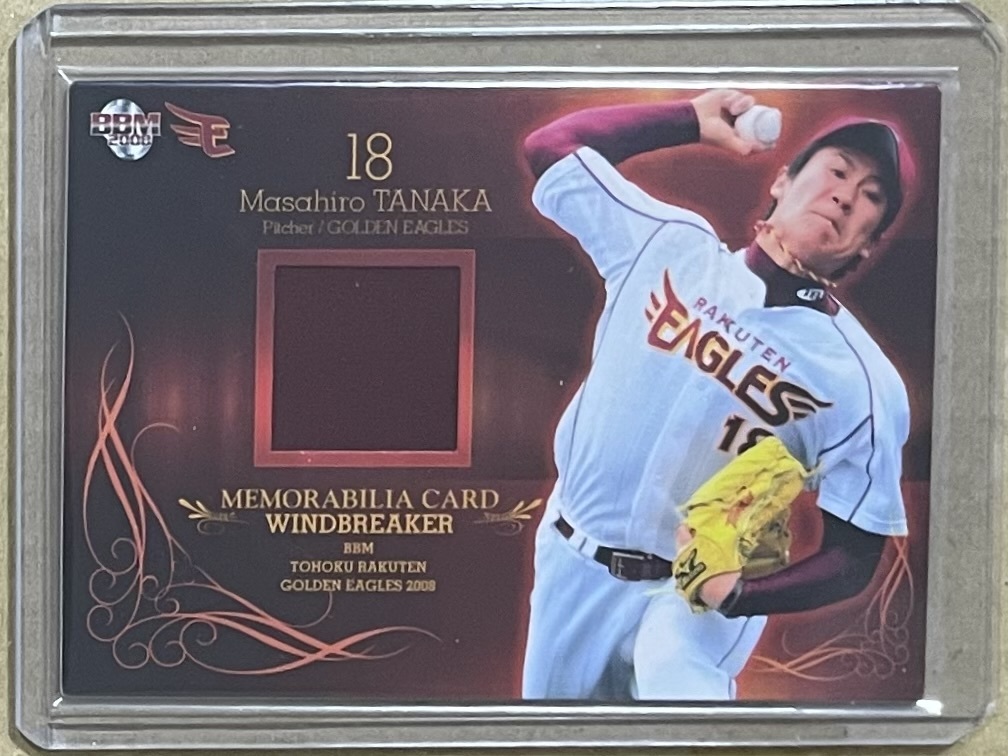 BBM
2008
E
18
Masahiro TANAKA
Pitcher / GOLDEN EAGLES
MEMORABILIA CARD
WINDBREAKER
BBM
TOHOKU RAKUTEN
GOLDEN EAGLES 2008
RAKUTEN
EAGLES
18